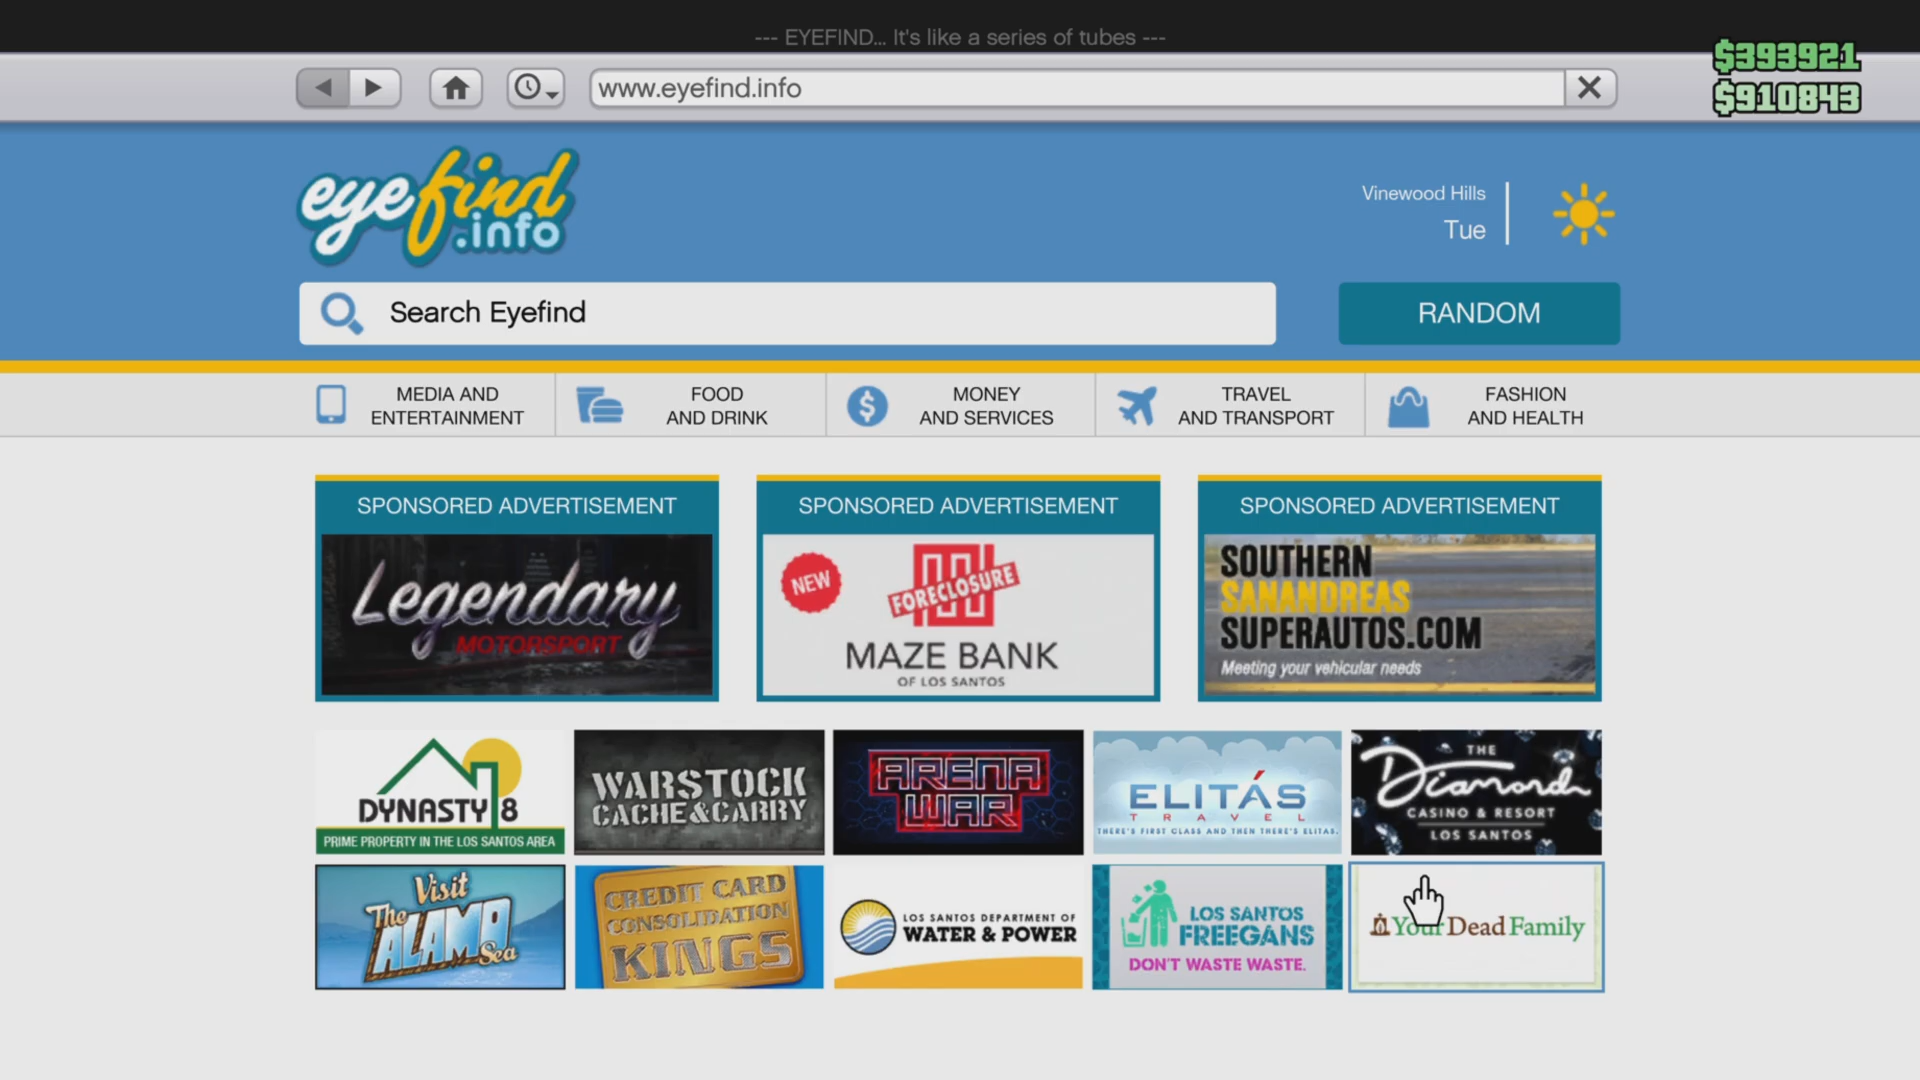 --- EYEFIND... It's like a series of tubes ---
$393921
www.eyefind.info
$910843
eyefind
.info
Vinewood Hills
Tue
Search Eyefind
RANDOM
MEDIA AND
ENTERTAINMENT
FOOD
AND DRINK
MONEY
AND SERVICES
TRAVEL
AND TRANSPORT
FASHION
AND HEALTH
SPONSORED ADVERTISEMENT
Legendary
MOTORSPORT
SPONSORED ADVERTISEMENT
NEW
FORECLOSURE
MAZE BANK
OF LOS SANTOS
SPONSORED ADVERTISEMENT
SOUTHERN
SANANDREAS
SUPERAUTOS.COM
Meeting your vehicular needs
DYNASTY 8
PRIME PROPERTY IN THE LOS SANTOS AREA
WARSTOCK
CACHE&CARRY
ARENA
WAR
ELITÁS
TRAVEL
THERE'S FIRST CLASS AND THEN THERE'S ELITAS.
THE
Diamond
CASINO & RESORT
LOS SANTOS
Visit
The
ALAMO
Sea
CREDIT CARD
CONSOLIDATION
KINGS
LOS SANTOS DEPARTMENT OF
WATER & POWER
LOS SANTOS
FREEGANS
DON'T WASTE WASTE.
Your Dead Family